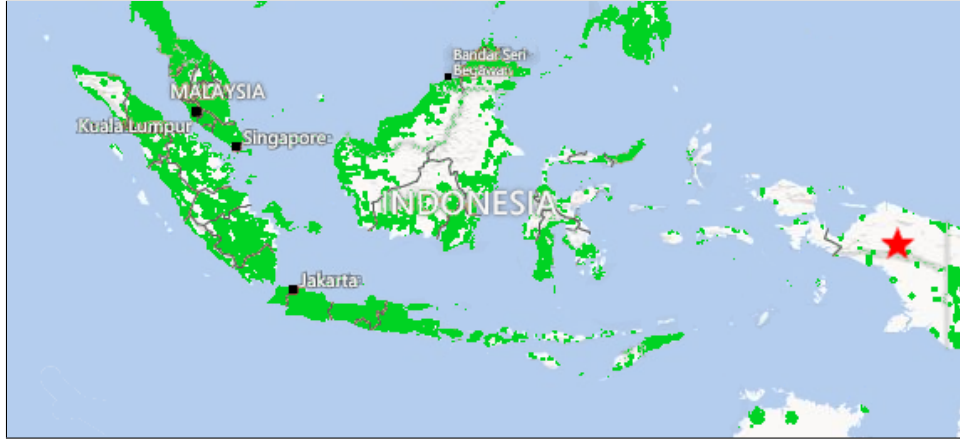 Bandar Seri
Begawan
MALAYSIA
Kuala Lumpur
Singapore
INDONESIA
Jakarta